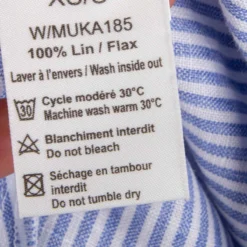 XS/S
W/MUKA185
100% Lin / Flax
Laver à l'envers / Wash inside out
30
Cycle modéré 30°C
Machine wash warm 30°C
Blanchiment interdit
Do not bleach
Séchage en tambour
interdit
Do not tumble dry